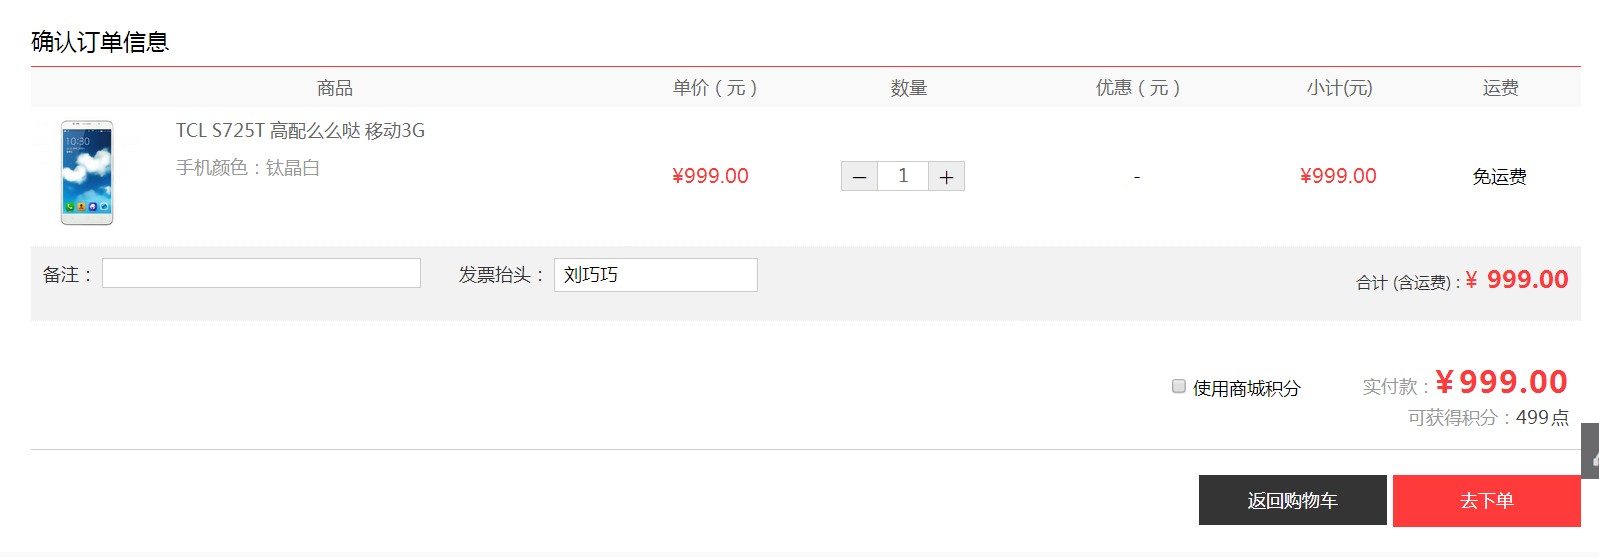 确认订单信息
商品 单价 ( 元 ) 数量 优惠 ( 元 ) 小计(元) 运费
TCL S725T 高配么么哒 移动3G
手机颜色：钛晶白
¥999.00 － 1 ＋ - ¥999.00 免运费
10:30
备注： 发票抬头： 刘巧巧 合计 (含运费)：¥ 999.00
使用商城积分 实付款：¥999.00
可获得积分：499点
返回购物车 去下单